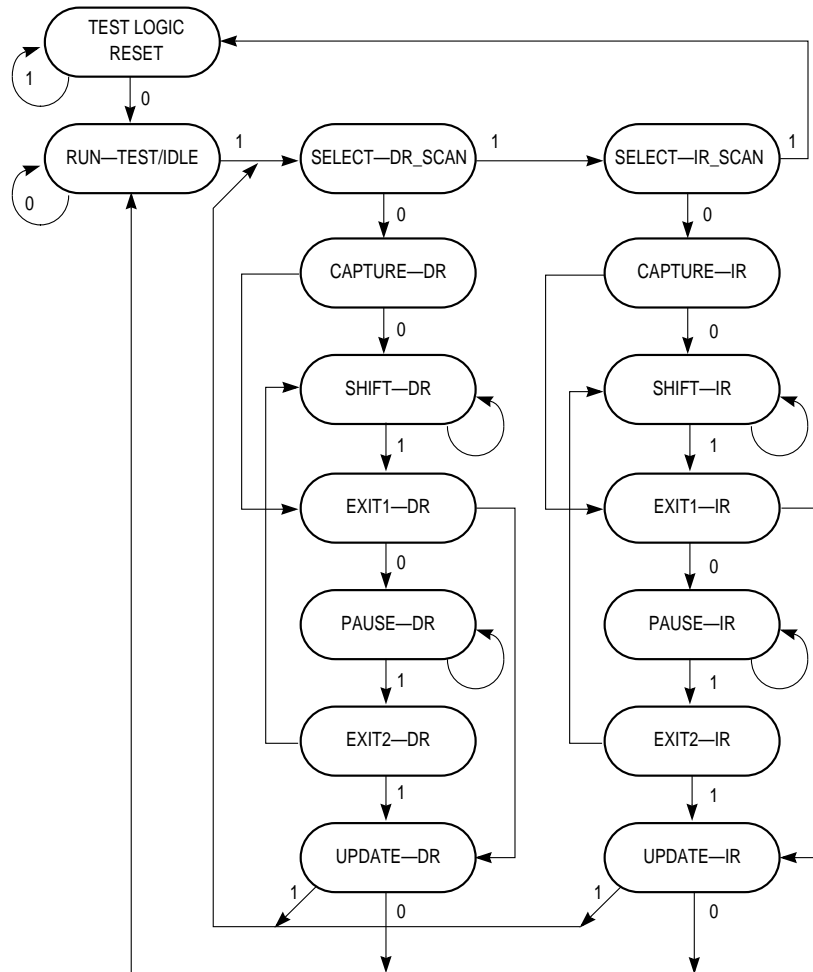 TEST LOGIC
RESET
1
0
RUN—TEST/IDLE
1
SELECT—DR_SCAN
1
SELECT—IR_SCAN
1
0
0
0
CAPTURE—DR
CAPTURE—IR
0
0
SHIFT—DR
SHIFT—IR
1
1
EXIT1—DR
EXIT1—IR
0
0
PAUSE—DR
PAUSE—IR
1
1
EXIT2—DR
EXIT2—IR
1
1
UPDATE—DR
UPDATE—IR
1
0
1
0